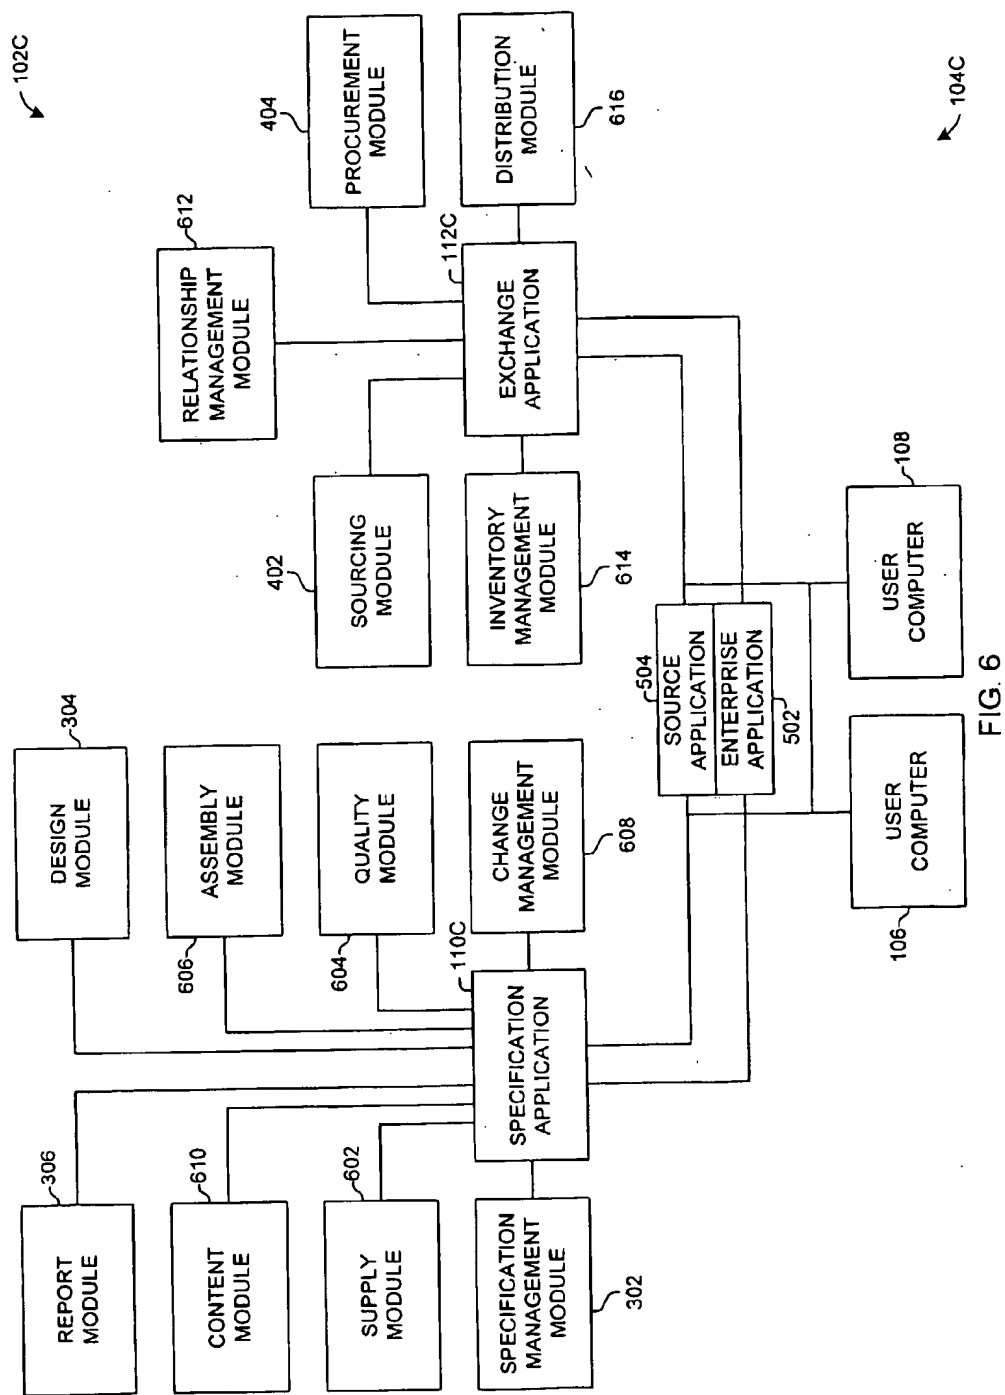 102C
306
REPORT
MODULE
304
DESIGN
MODULE
612
RELATIONSHIP
MANAGEMENT
MODULE
610
CONTENT
MODULE
606
ASSEMBLY
MODULE
402
SOURCING
MODULE
404
PROCUREMENT
MODULE
602
SUPPLY
MODULE
604
QUALITY
MODULE
110C
112C
SPECIFICATION
MANAGEMENT
MODULE
302
SPECIFICATION
APPLICATION
CHANGE
MANAGEMENT
MODULE
608
INVENTORY
MANAGEMENT
MODULE
614
EXCHANGE
APPLICATION
DISTRIBUTION
MODULE
616
504
SOURCE
APPLICATION
ENTERPRISE
APPLICATION
502
106
USER
COMPUTER
108
USER
COMPUTER
104C
FIG. 6